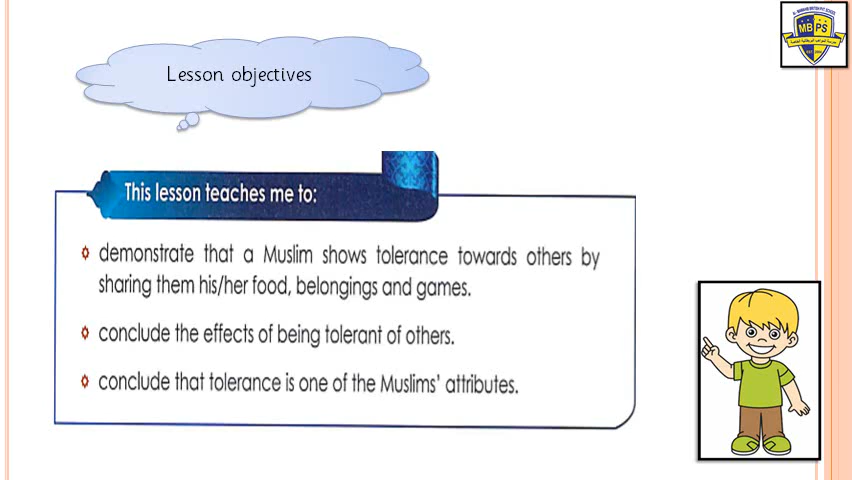 MB PS
Lesson objectives
This lesson teaches me to:
demonstrate that a Muslim shows tolerance towards others by
sharing them his/her food, belongings and games.
conclude the effects of being tolerant of others.
conclude that tolerance is one of the Muslims' attributes.